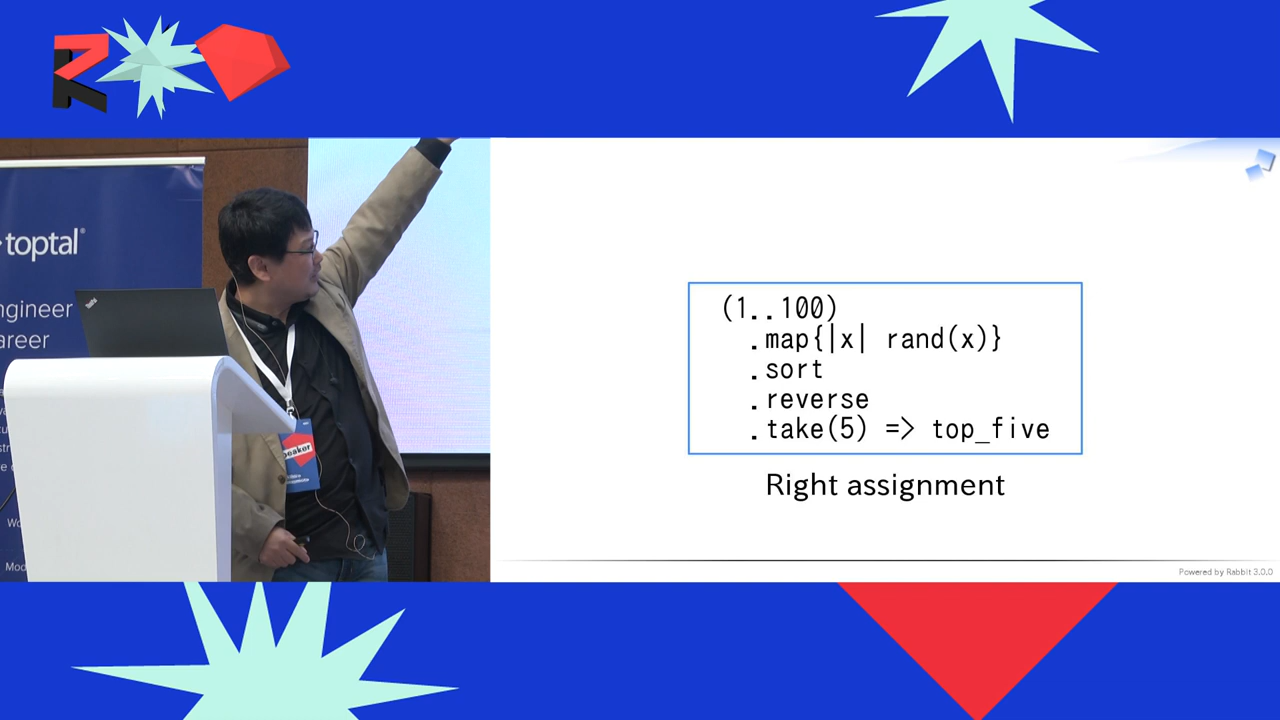 toptal
ngineer
areer
ThinkPad
(1..100)
.map{|x| rand(x)}
.sort
.reverse
.take(5) => top_five
Right assignment
Powered by Rabbit 3.0.0